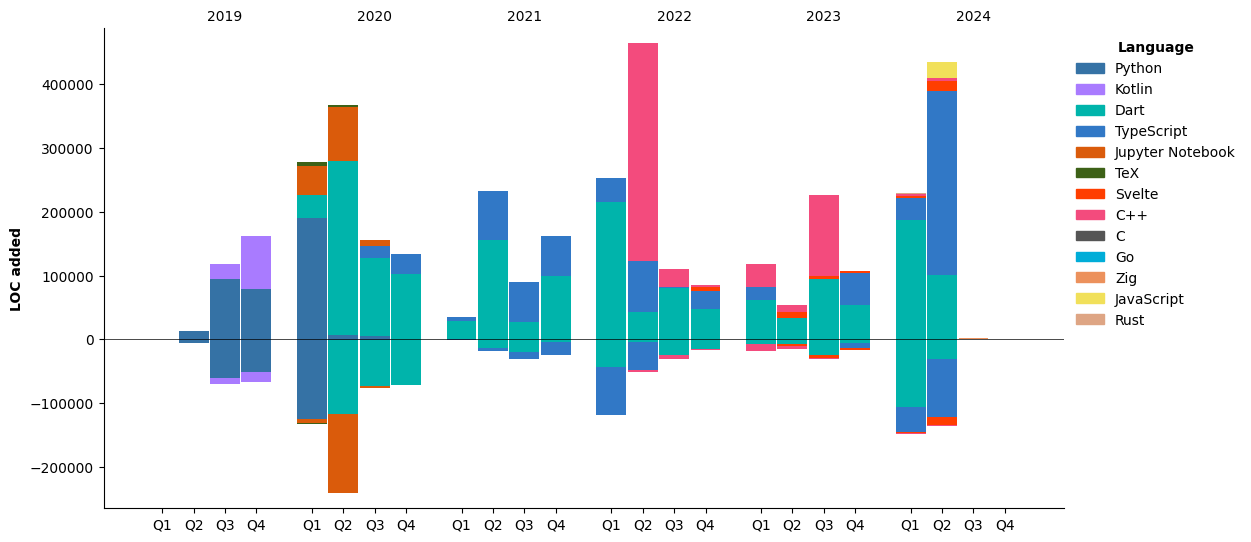 2019 2020 2021 2022 2023 2024
LOC added
400000
300000
200000
100000
0
−100000
−200000
Q1 Q2 Q3 Q4 Q1 Q2 Q3 Q4 Q1 Q2 Q3 Q4 Q1 Q2 Q3 Q4 Q1 Q2 Q3 Q4 Q1 Q2 Q3 Q4
Language
Python
Kotlin
Dart
TypeScript
Jupyter Notebook
TeX
Svelte
C++
C
Go
Zig
JavaScript
Rust